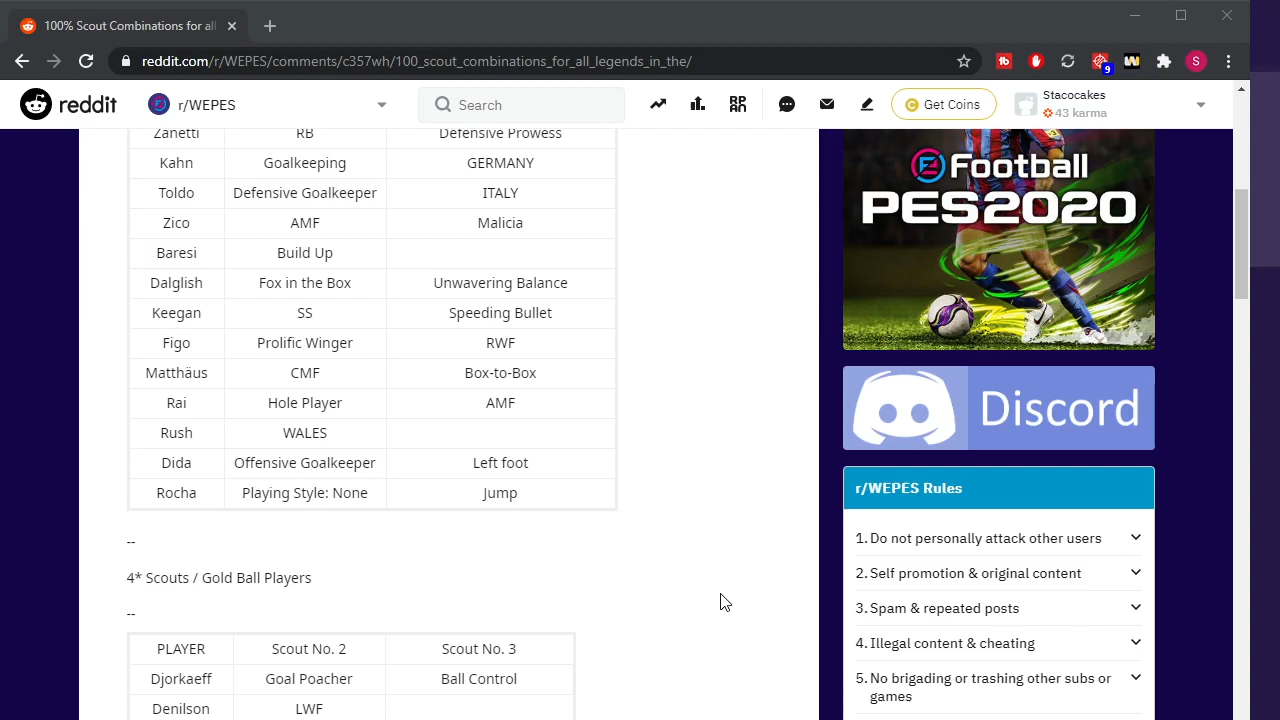 100% Scout Combinations for all
reddit.com/r/WEPES/comments/c357wh/100_scout_combinations_for_all_legends_in_the/
9
S
reddit r/WEPES Search Get Coins Stacocakes
43 karma
Zanetti RB Defensive Prowess
Kahn Goalkeeping GERMANY
Toldo Defensive Goalkeeper ITALY
Zico AMF Malicia
Baresi Build Up
Dalglish Fox in the Box Unwavering Balance
Keegan SS Speeding Bullet
Figo Prolific Winger RWF
Matthäus CMF Box-to-Box
Rai Hole Player AMF
Rush WALES
Dida Offensive Goalkeeper Left foot
Rocha Playing Style: None Jump
--
4* Scouts / Gold Ball Players
--
PLAYER Scout No. 2 Scout No. 3
Djorkaeff Goal Poacher Ball Control
Denilson LWF
Football
PES2020
Discord
r/WEPES Rules
1. Do not personally attack other users
2. Self promotion & original content
3. Spam & repeated posts
4. Illegal content & cheating
5. No brigading or trashing other subs or
games